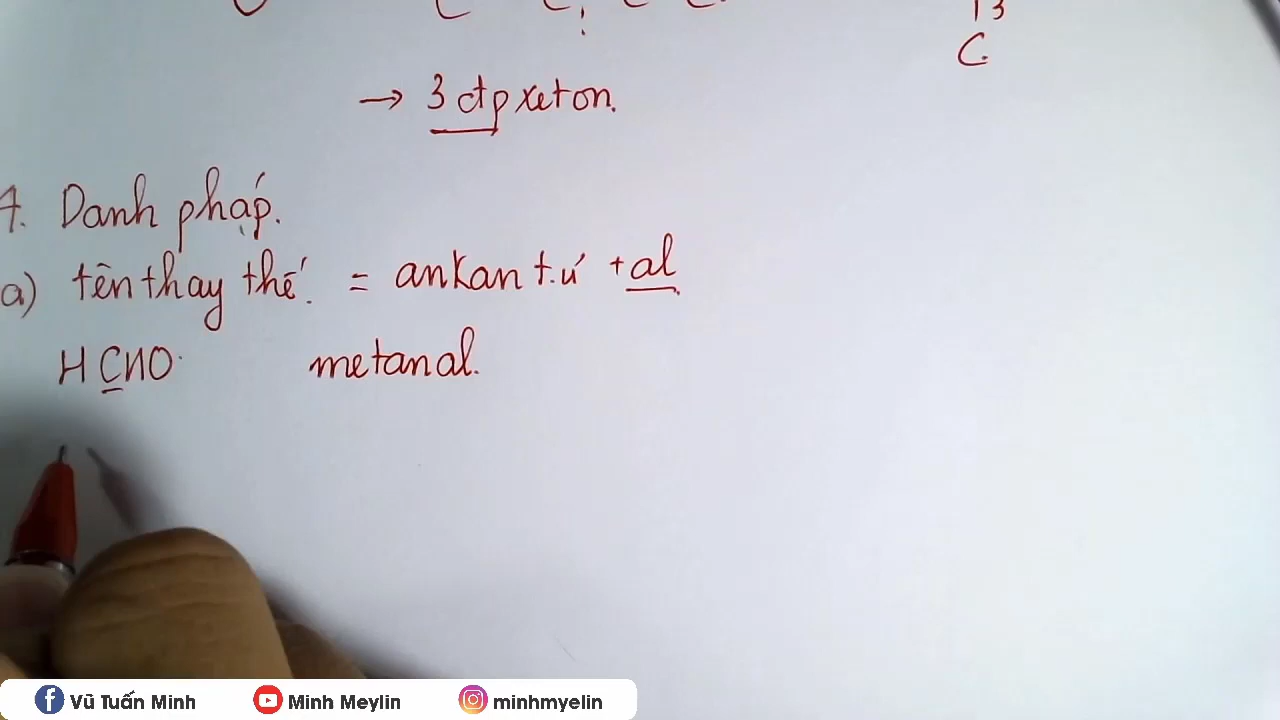 C
→ 3 đp xeton.
4. Danh pháp.
a) tên thay thế. = ankan t.ứ + al
HCHO metanal.
Vũ Tuấn Minh Minh Meylin minhmyelin